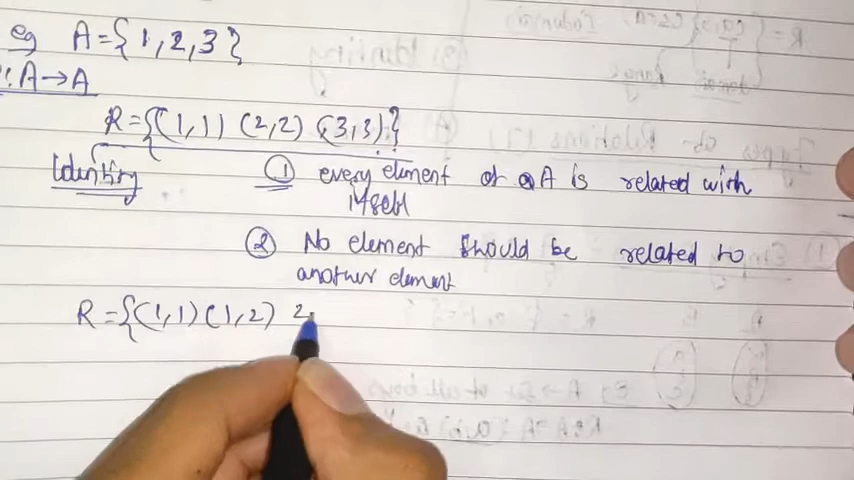 eg A={1,2,3}
: A→A
R={(1,1) (2,2) (3,3)}
Identity ① every element of A is related with
itself
② No element should be related to
another element
R={(1,1) (1,2) 2